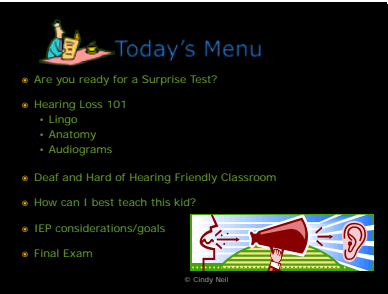 Today's Menu
Are you ready for a Surprise Test?
Hearing Loss 101
Lingo
Anatomy
Audiograms
Deaf and Hard of Hearing Friendly Classroom
How can I best teach this kid?
IEP considerations/goals
Final Exam
© Cindy Neil